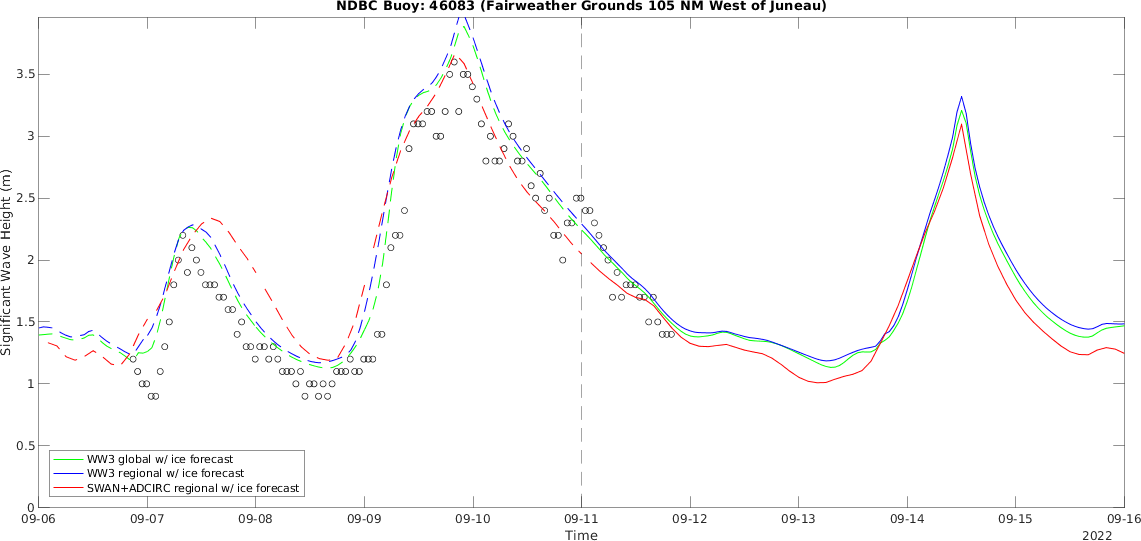 NDBC Buoy: 46083 (Fairweather Grounds 105 NM West of Juneau)
Significant Wave Height (m)
3.5
3
2.5
2
1.5
1
0.5
0
WW3 global w/ ice forecast
WW3 regional w/ ice forecast
SWAN+ADCIRC regional w/ ice forecast
09-06 09-07 09-08 09-09 09-10 09-11 09-12 09-13 09-14 09-15 09-16
Time
2022